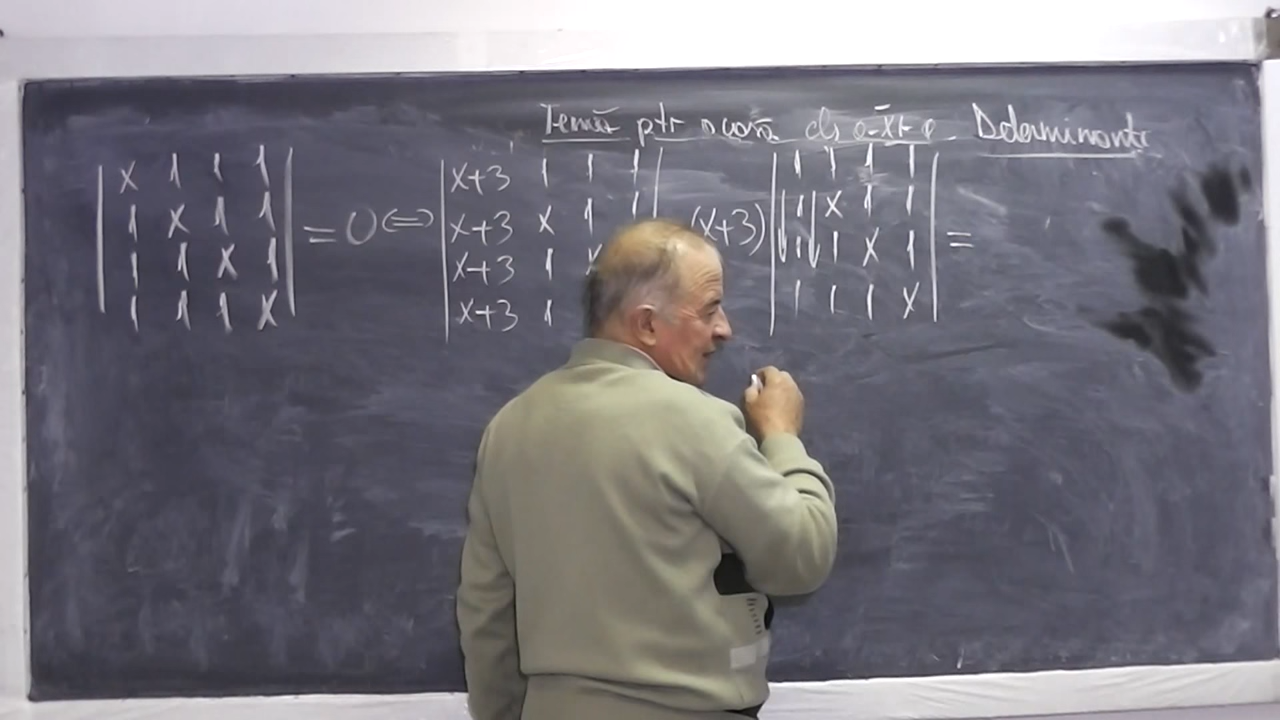 Temă ptr acasă cls a-XI-a Determinanți
| x 1 1 1 | | x+3 1 1 1 | | 1 1 1 1 |
| 1 x 1 1 | = 0 ⇔ | x+3 x 1 1 (x+3) | 1 x 1 1 | =
| 1 1 x 1 | | x+3 1 x | 1 1 x 1 |
| 1 1 1 x | | x+3 1 | 1 1 1 x |